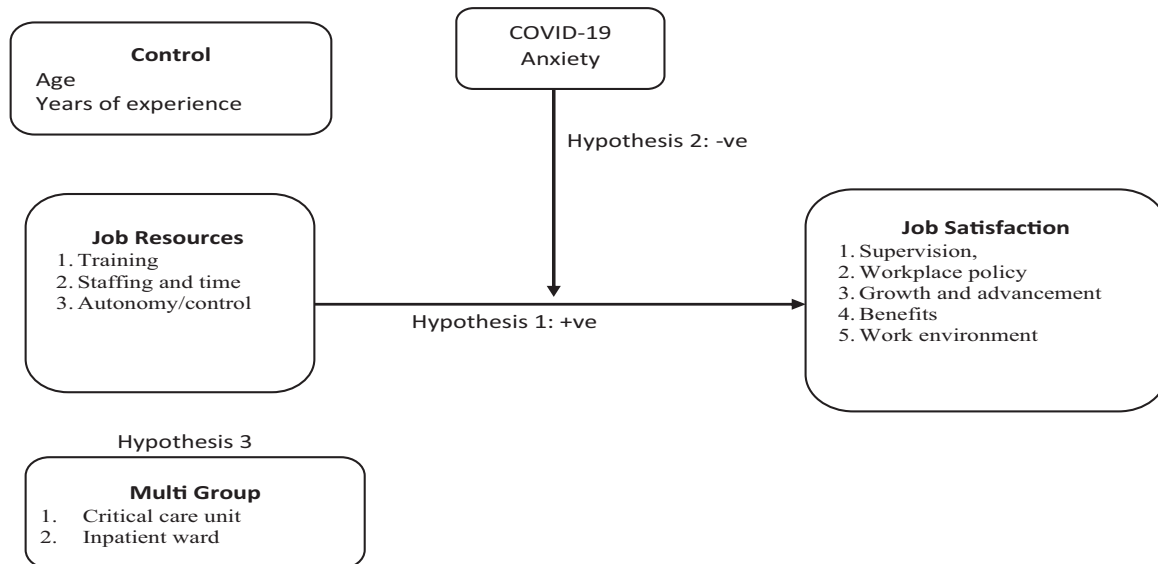 Control
Age
Years of experience
COVID-19
Anxiety
Hypothesis 2: -ve
Job Resources
1. Training
2. Staffing and time
3. Autonomy/control
Hypothesis 1: +ve
Job Satisfaction
1. Supervision,
2. Workplace policy
3. Growth and advancement
4. Benefits
5. Work environment
Hypothesis 3
Multi Group
1. Critical care unit
2. Inpatient ward